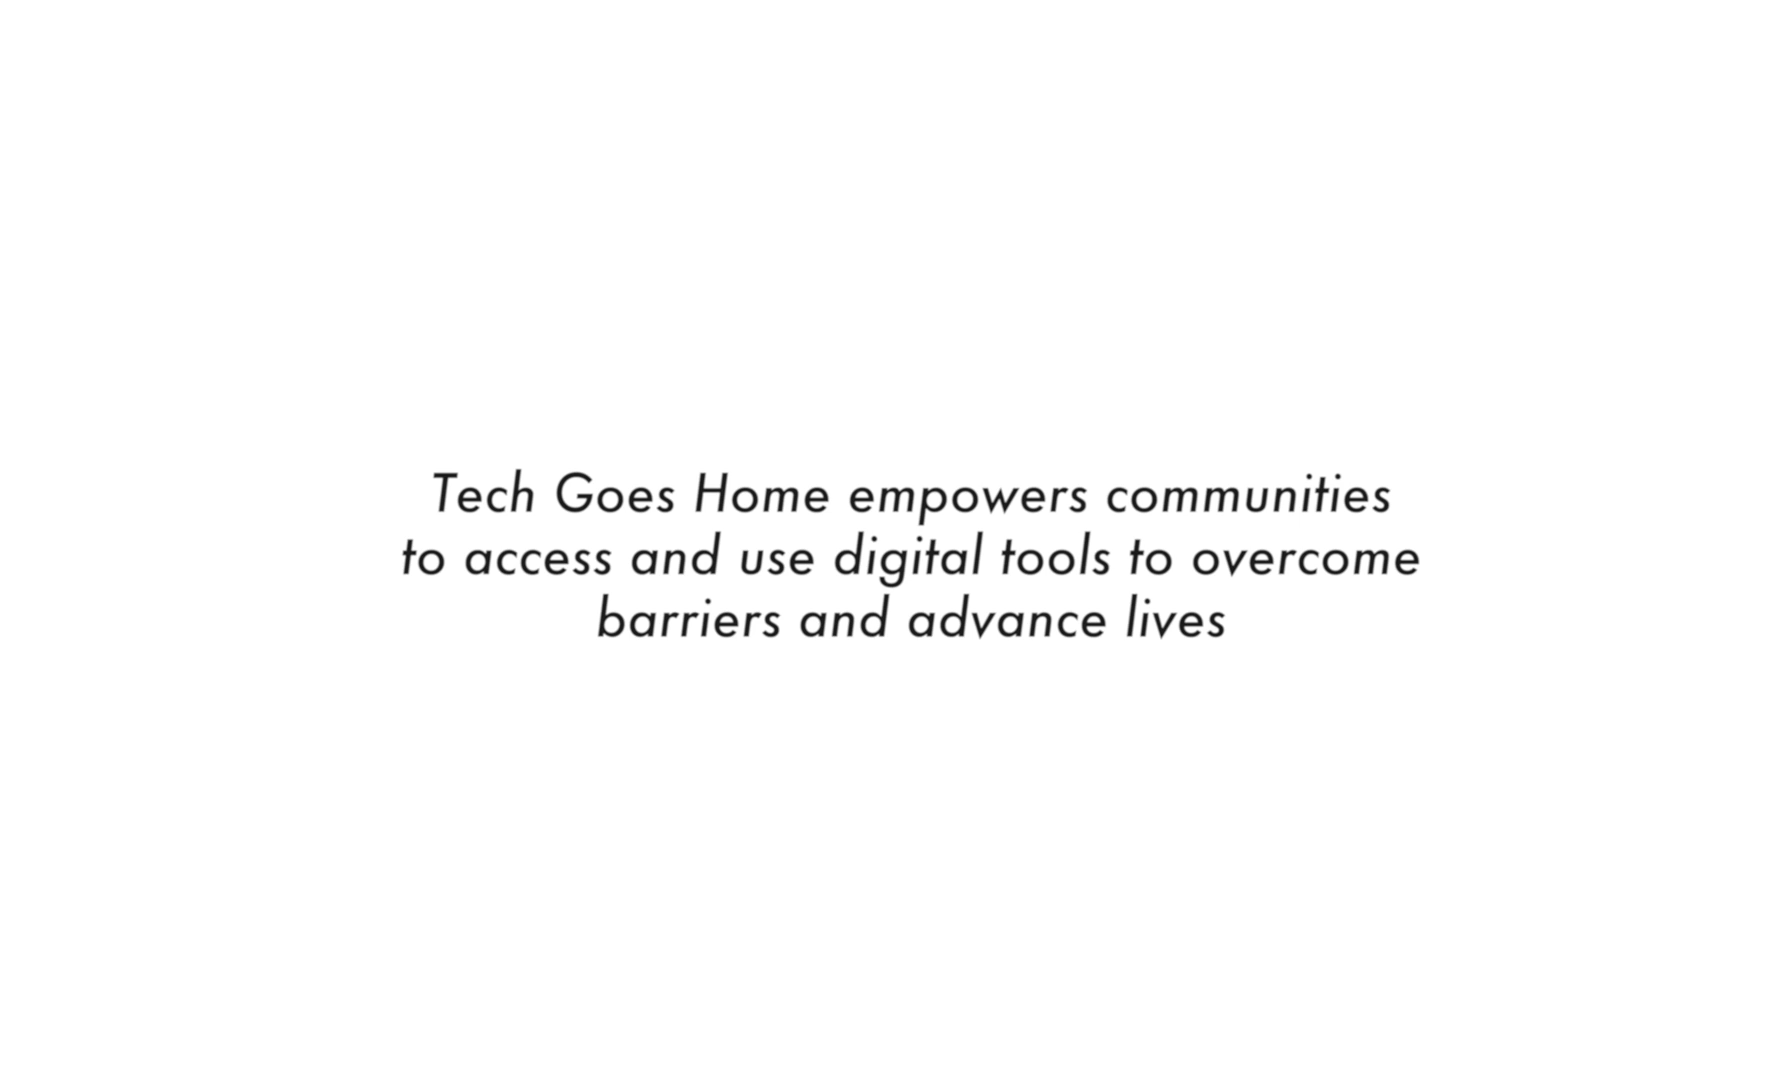 Tech Goes Home empowers communities
to access and use digital tools to overcome
barriers and advance lives